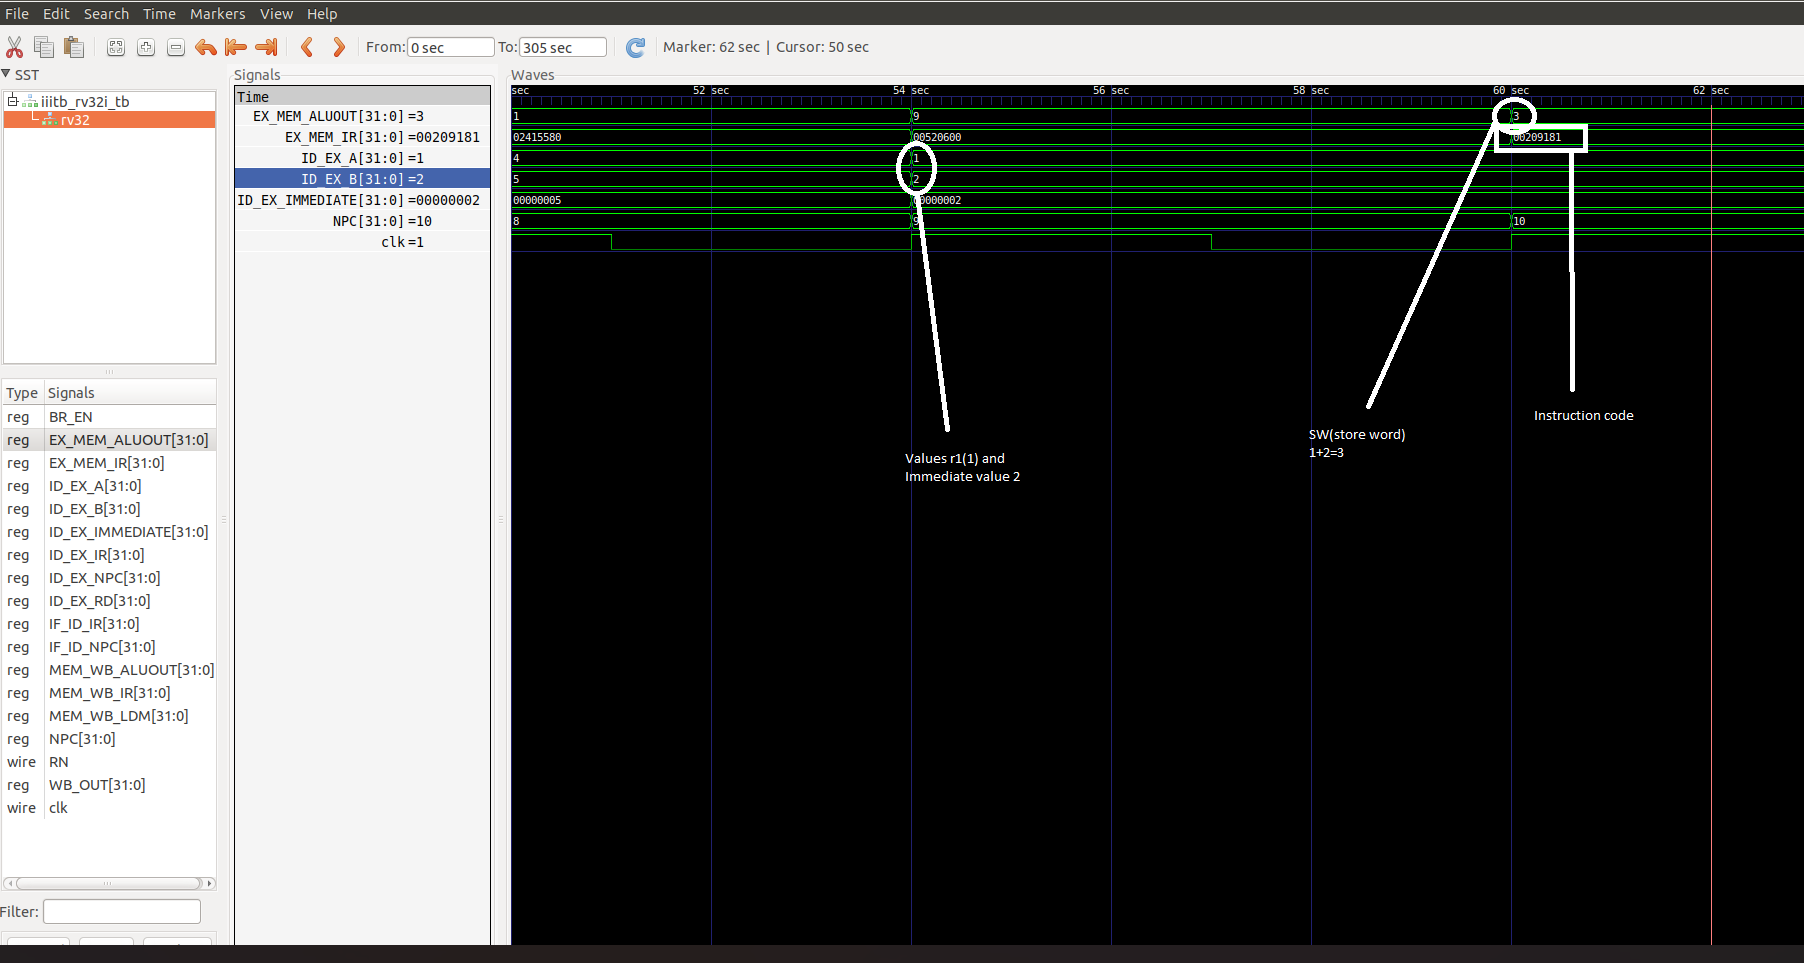 File Edit Search Time Markers View Help
From: 0 sec To: 305 sec Marker: 62 sec | Cursor: 50 sec
SST
iiitb_rv32i_tb
rv32
Type Signals
reg BR_EN
reg EX_MEM_ALUOUT[31:0]
reg EX_MEM_IR[31:0]
reg ID_EX_A[31:0]
reg ID_EX_B[31:0]
reg ID_EX_IMMEDIATE[31:0]
reg ID_EX_IR[31:0]
reg ID_EX_NPC[31:0]
reg ID_EX_RD[31:0]
reg IF_ID_IR[31:0]
reg IF_ID_NPC[31:0]
reg MEM_WB_ALUOUT[31:0]
reg MEM_WB_IR[31:0]
reg MEM_WB_LDM[31:0]
reg NPC[31:0]
wire RN
reg WB_OUT[31:0]
wire clk
Filter:
Signals
Time
EX_MEM_ALUOUT[31:0] =3
EX_MEM_IR[31:0] =00209181
ID_EX_A[31:0] =1
ID_EX_B[31:0] =2
ID_EX_IMMEDIATE[31:0] =00000002
NPC[31:0] =10
clk =1
Waves
sec 52 sec 54 sec 56 sec 58 sec 60 sec 62 sec
1 9 3
02415580 00520600 00209181
4 1
5 2
00000005 00000002
8 9 10
Values r1(1) and
Immediate value 2
SW(store word)
1+2=3
Instruction code